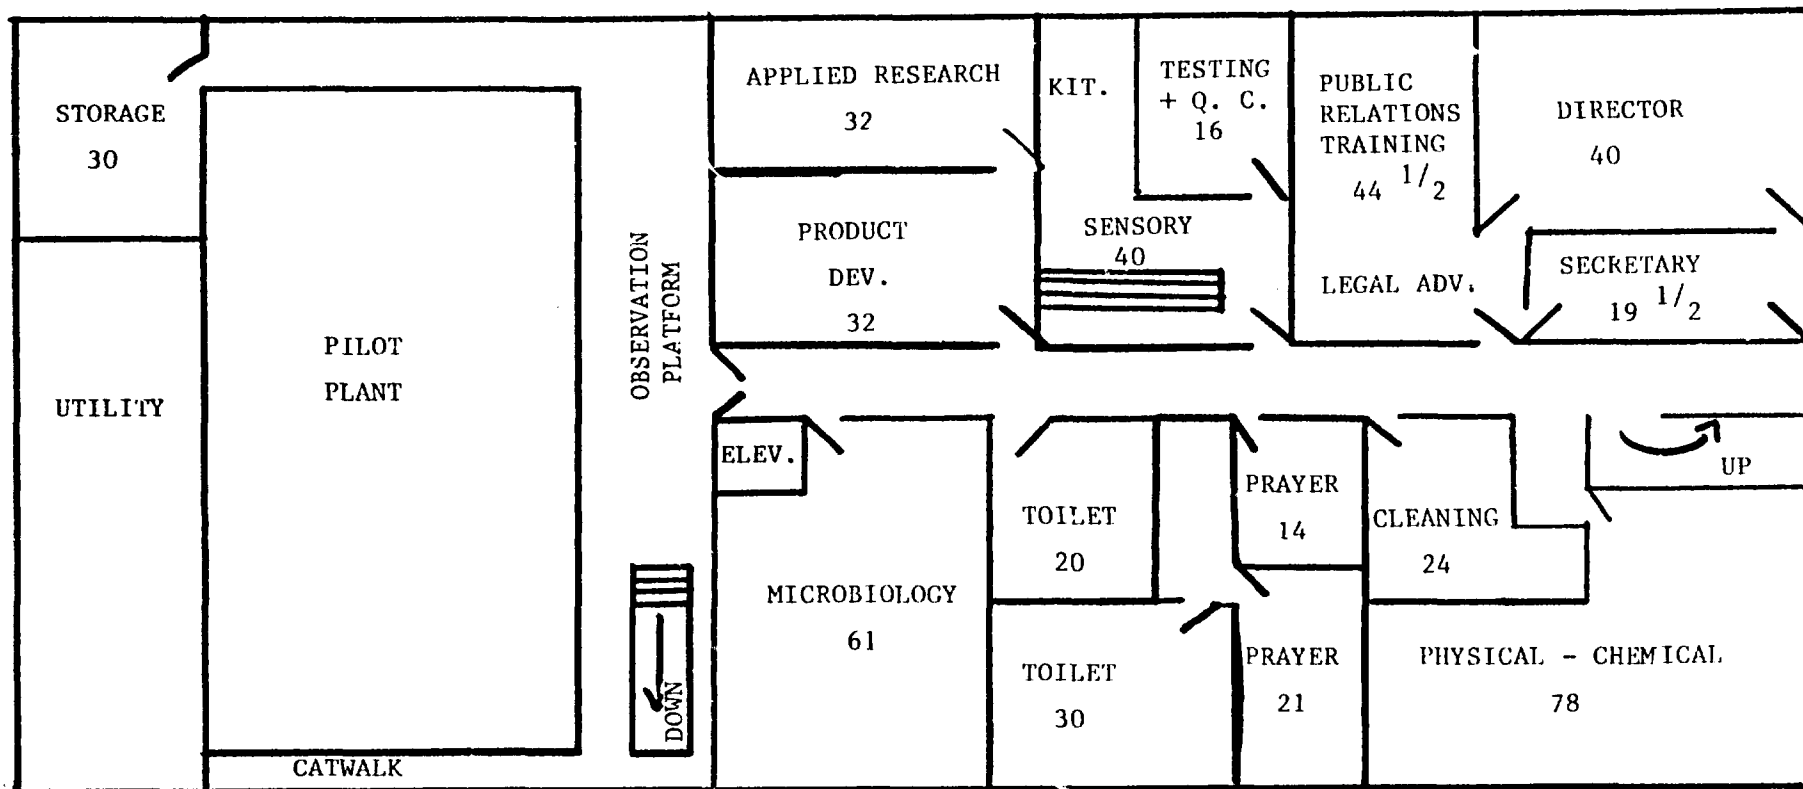 STORAGE
30
UTILITY
PILOT
PLANT
CATWALK
OBSERVATION
PLATFORM
DOWN
APPLIED RESEARCH
32
PRODUCT
DEV.
32
KIT.
TESTING
+ Q. C.
16
SENSORY
40
PUBLIC
RELATIONS
TRAINING
44 1/2
LEGAL ADV.
DIRECTOR
40
SECRETARY
19 1/2
ELEV.
MICROBIOLOGY
61
TOILET
20
TOILET
30
PRAYER
14
PRAYER
21
CLEANING
24
UP
PHYSICAL - CHEMICAL
78